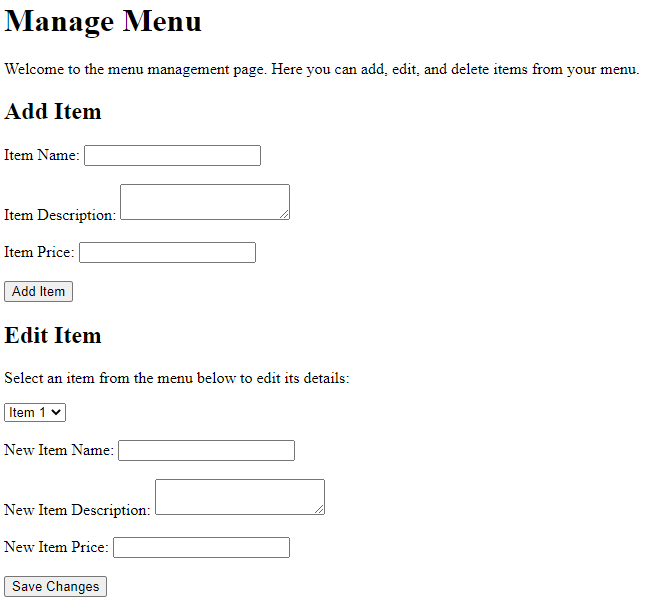 Manage Menu
Welcome to the menu management page. Here you can add, edit, and delete items from your menu.
Add Item
Item Name:
Item Description:
Item Price:
Add Item
Edit Item
Select an item from the menu below to edit its details:
Item 1
New Item Name:
New Item Description:
New Item Price:
Save Changes